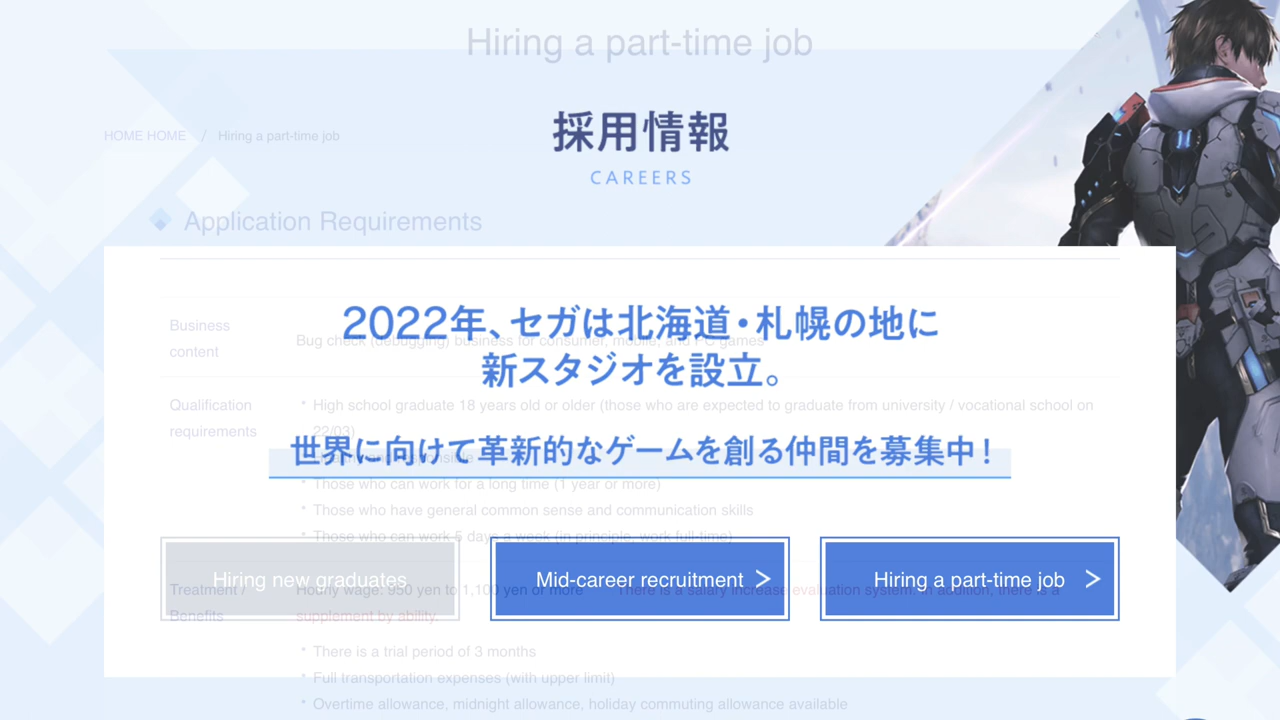 Hiring a part-time job
HOME HOME / Hiring a part-time job
採用情報
CAREERS
Application Requirements
2022年、セガは北海道・札幌の地に
新スタジオを設立。
Business
content
Bug check (debugging) business for consumer, mobile, and PC games
Qualification
requirements
* High school graduate 18 years old or older (those who are expected to graduate from university / vocational school on
22/03)
世界に向けて革新的なゲームを創る仲間を募集中！
* Those who can work for a long time (1 year or more)
* Those who have general common sense and communication skills
* Those who can work 5 days a week (in principle, work full-time)
Hiring new graduates
Mid-career recruitment >
Hiring a part-time job >
Treatment /
Benefits
Hourly wage: 950 yen to 1,100 yen or more There is a salary increase evaluation system. In addition, there is a
supplement by ability.
* There is a trial period of 3 months
* Full transportation expenses (with upper limit)
* Overtime allowance, midnight allowance, holiday commuting allowance available